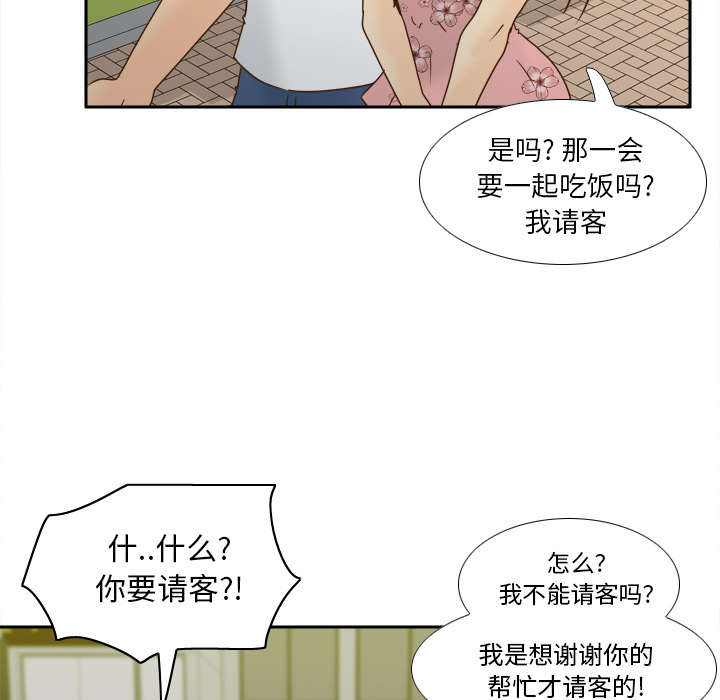 是吗? 那一会
要一起吃饭吗?
我请客
什..什么?
你要请客?!
怎么?
我不能请客吗?
我是想谢谢你的
帮忙才请客的!